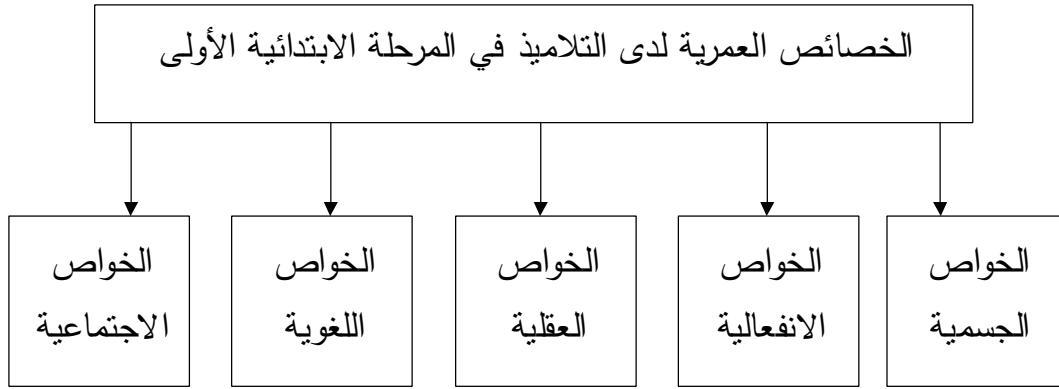 الخصائص العمرية لدى التلاميذ في المرحلة الابتدائية الأولى
الخواص
الجسمية
الخواص
الانفعالية
الخواص
العقلية
الخواص
اللغوية
الخواص
الاجتماعية